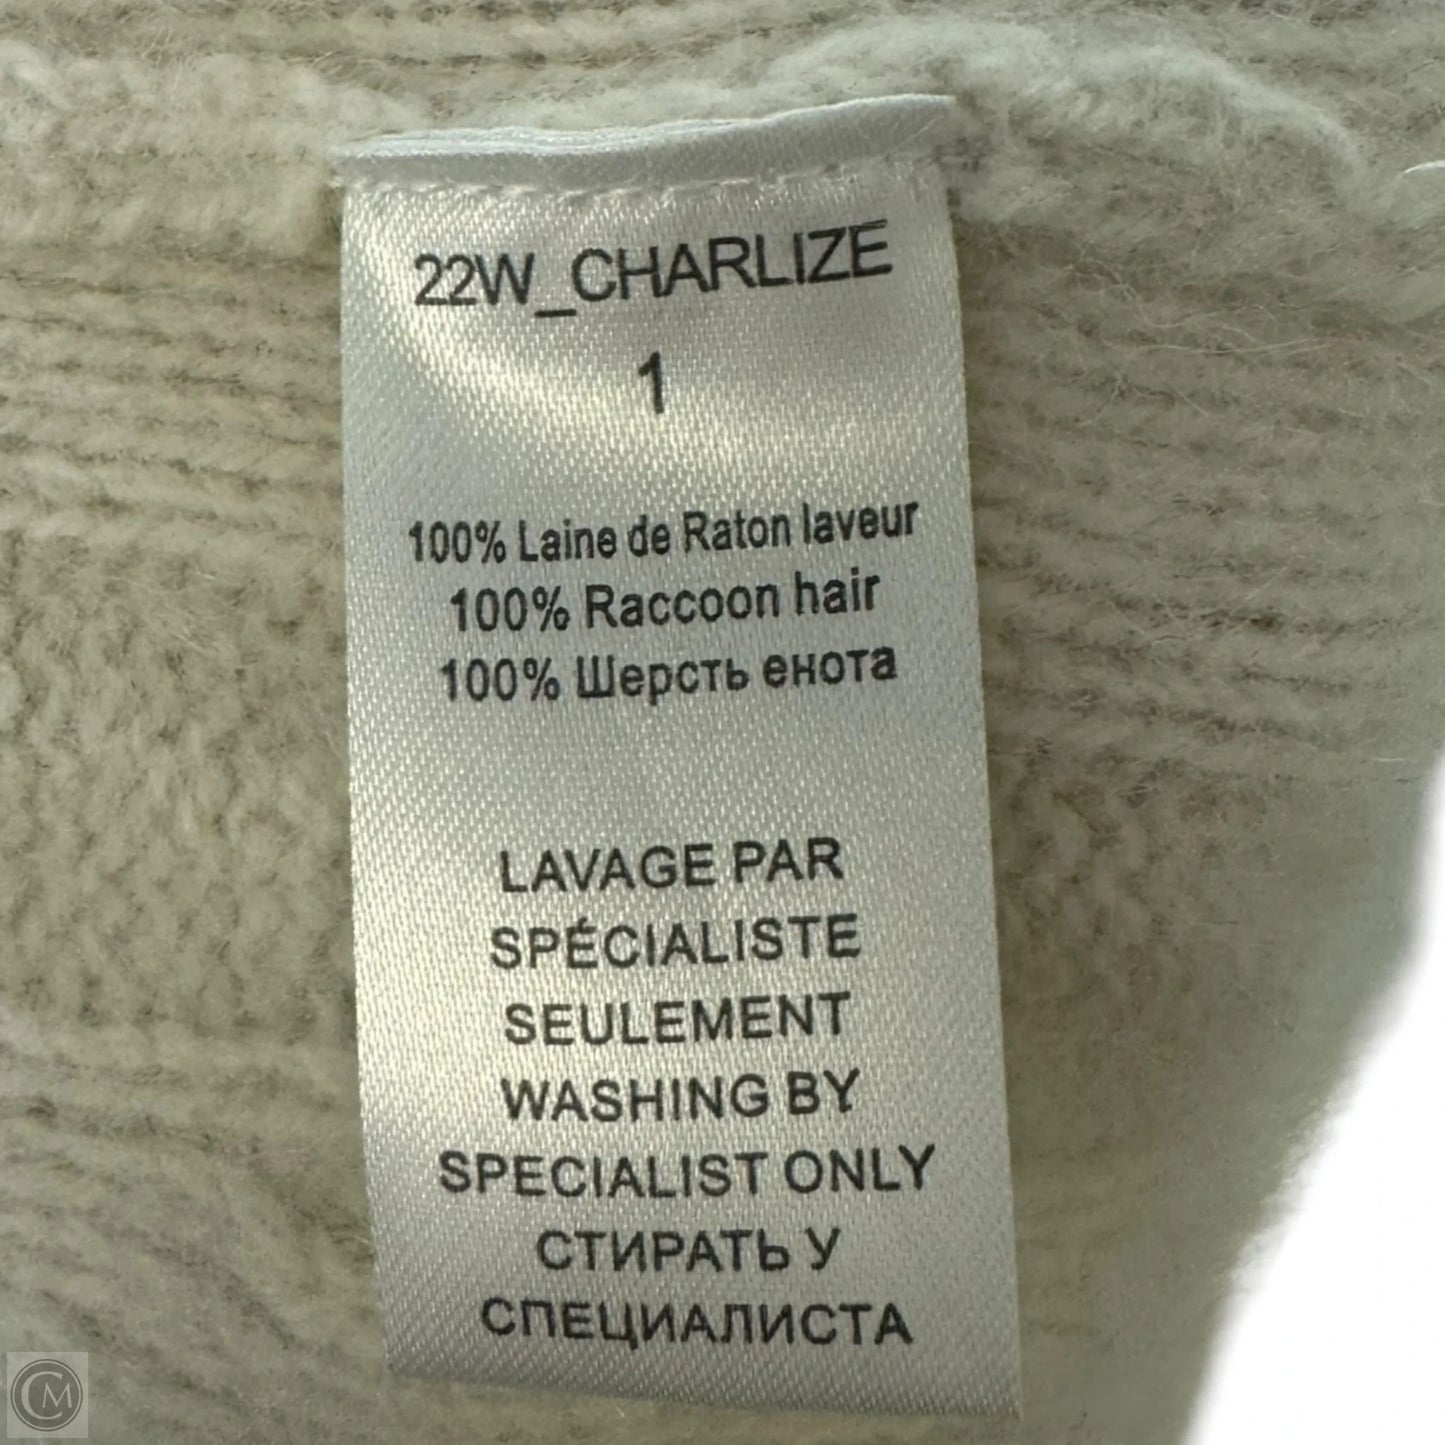 22W_CHARLIZE
1
100% Laine de Raton laveur
100% Raccoon hair
100% Шерсть енота
LAVAGE PAR
SPÉCIALISTE
SEULEMENT
WASHING BY
SPECIALIST ONLY
СТИРАТЬ У
СПЕЦИАЛИСТА
CM